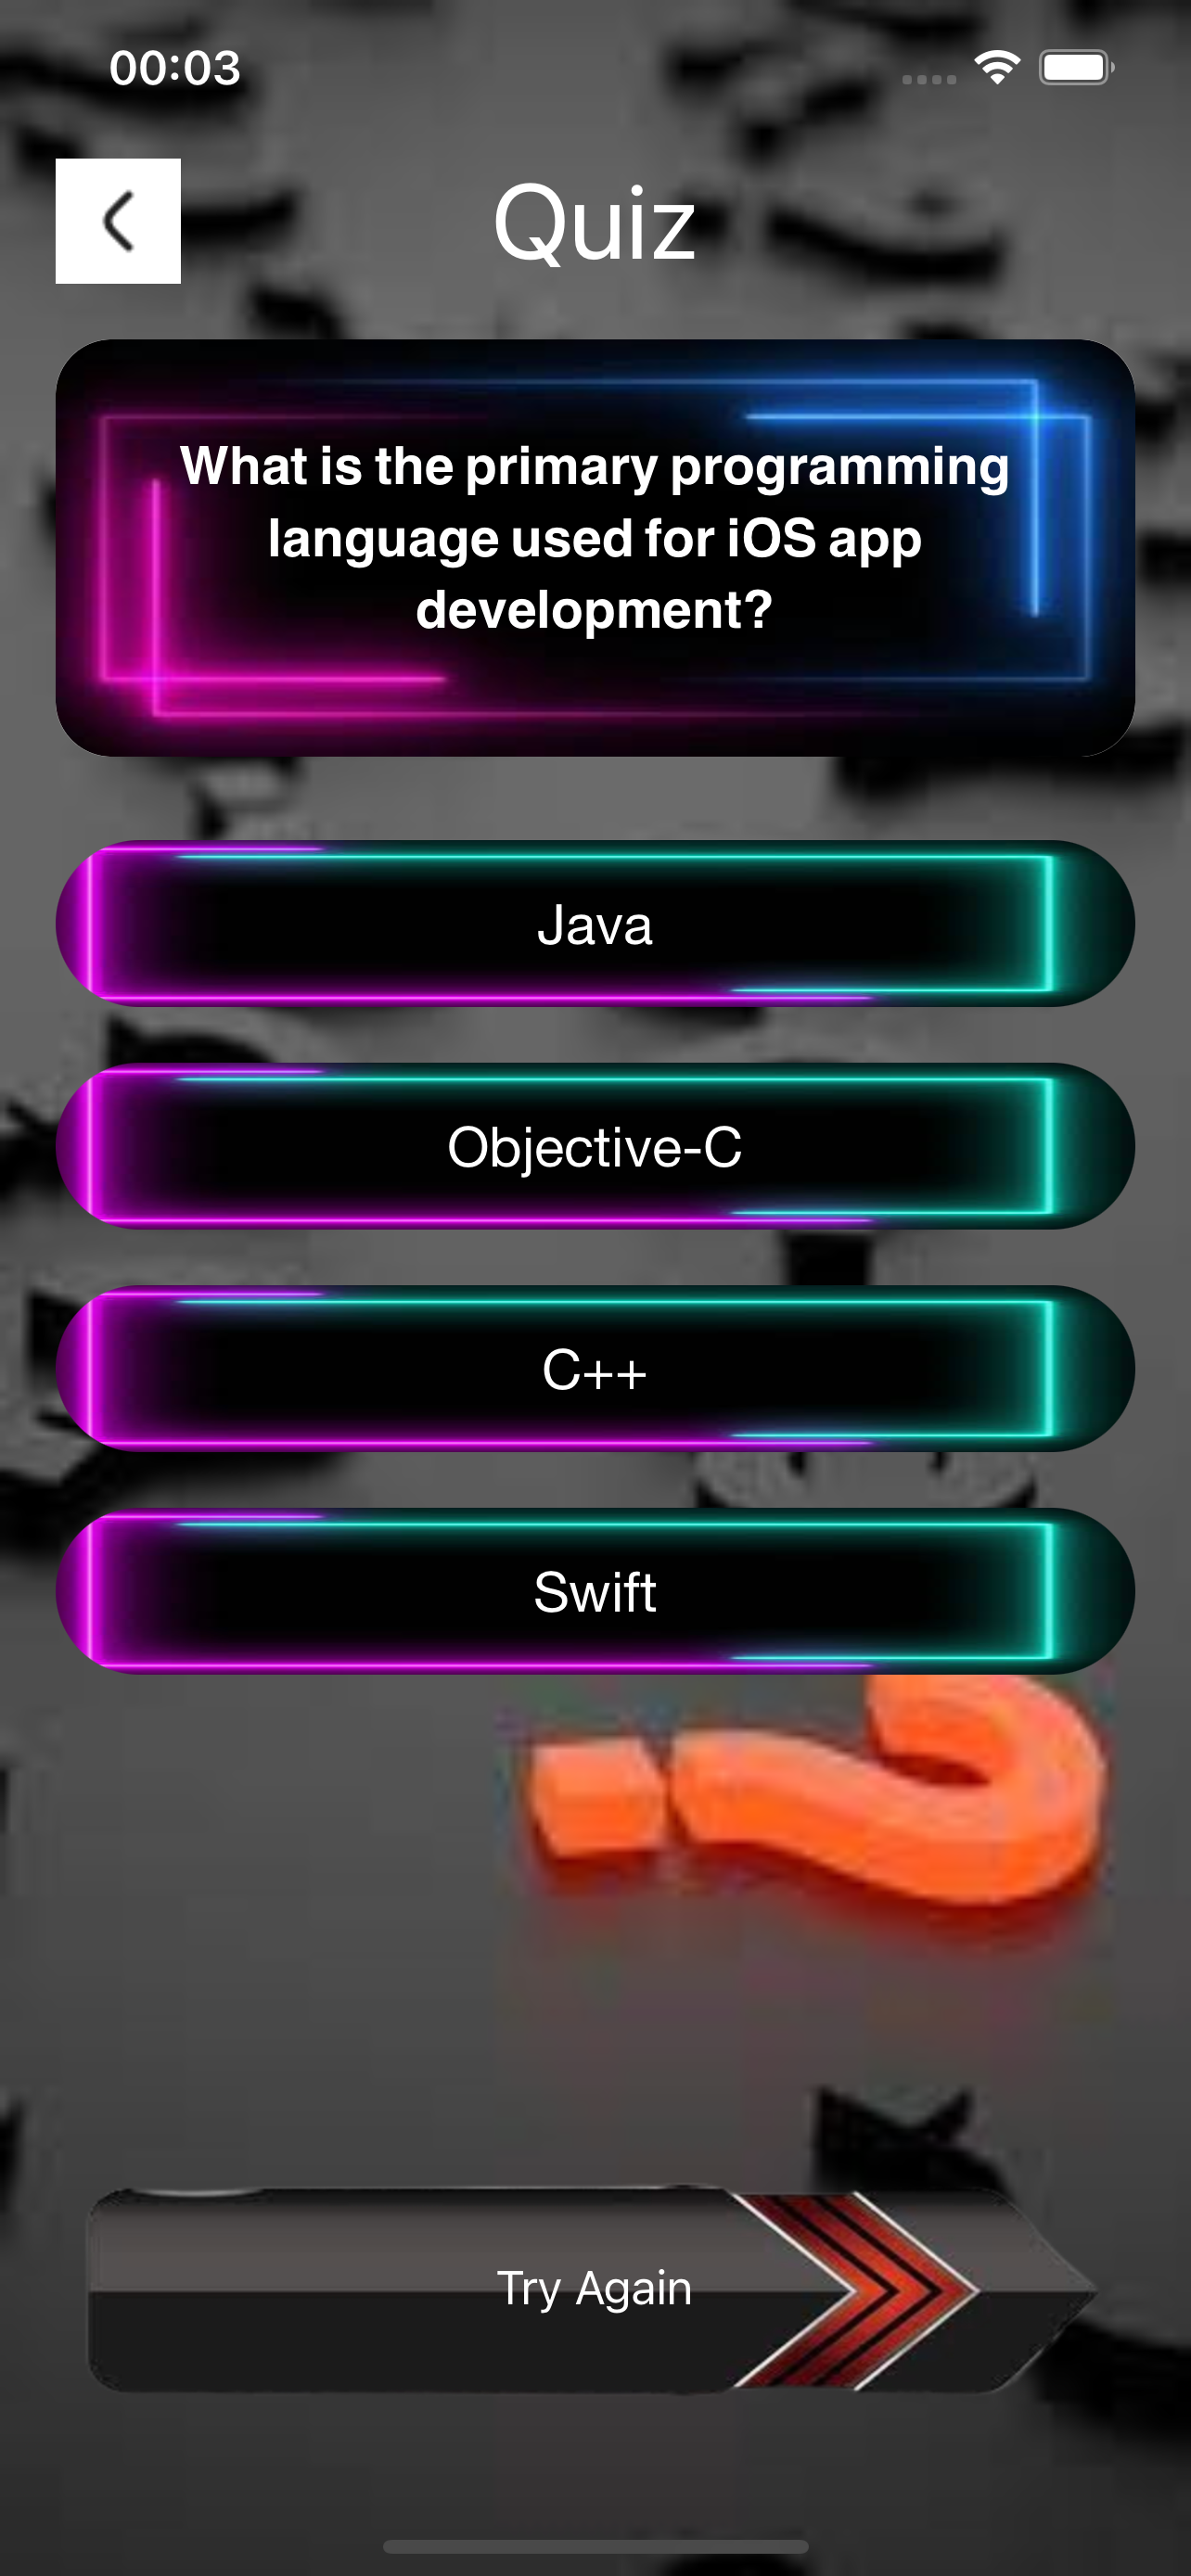 00:03
Quiz
What is the primary programming
language used for iOS app
development?
Java
Objective-C
C++
Swift
Try Again